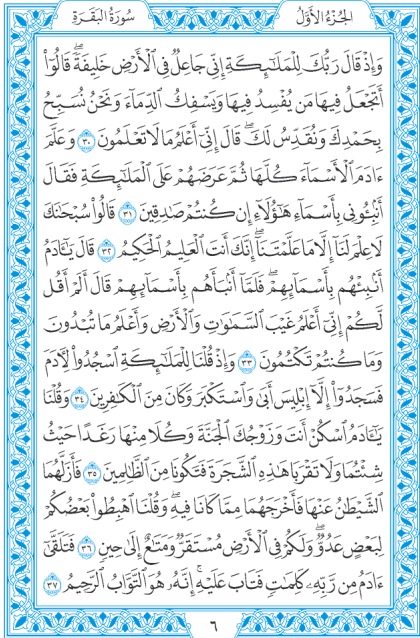 الجُزْءُ الأَوَّلُ
سُورَةُ البَقَرَةِ
وَإِذْ قَالَ رَبُّكَ لِلْمَلَٰٓئِكَةِ إِنِّي جَاعِلٌ فِي ٱلْأَرْضِ خَلِيفَةً ۖ قَالُوٓا۟
أَتَجْعَلُ فِيهَا مَن يُفْسِدُ فِيهَا وَيَسْفِكُ ٱلدِّمَآءَ وَنَحْنُ نُسَبِّحُ
بِحَمْدِكَ وَنُقَدِّسُ لَكَ ۖ قَالَ إِنِّيٓ أَعْلَمُ مَا لَا تَعْلَمُونَ ٣٠ وَعَلَّمَ
ءَادَمَ ٱلْأَسْمَآءَ كُلَّهَا ثُمَّ عَرَضَهُمْ عَلَى ٱلْمَلَٰٓئِكَةِ فَقَالَ
أَنۢبِـُٔونِي بِأَسْمَآءِ هَٰٓؤُلَآءِ إِن كُنتُمْ صَٰدِقِينَ ٣١ قَالُوا۟ سُبْحَٰنَكَ
لَا عِلْمَ لَنَآ إِلَّا مَا عَلَّمْتَنَآ ۖ إِنَّكَ أَنتَ ٱلْعَلِيمُ ٱلْحَكِيمُ ٣٢ قَالَ يَٰٓـَٔادَمُ
أَنۢبِئْهُم بِأَسْمَآئِهِمْ ۖ فَلَمَّآ أَنۢبَأَهُم بِأَسْمَآئِهِمْ قَالَ أَلَمْ أَقُل
لَّكُمْ إِنِّيٓ أَعْلَمُ غَيْبَ ٱلسَّمَٰوَٰتِ وَٱلْأَرْضِ وَأَعْلَمُ مَا تُبْدُونَ
وَمَا كُنتُمْ تَكْتُمُونَ ٣٣ وَإِذْ قُلْنَا لِلْمَلَٰٓئِكَةِ ٱسْجُدُوا۟ لِـَٔادَمَ
فَسَجَدُوٓا۟ إِلَّآ إِبْلِيسَ أَبَىٰ وَٱسْتَكْبَرَ وَكَانَ مِنَ ٱلْكَٰفِرِينَ ٣٤ وَقُلْنَا
يَٰٓـَٔادَمُ ٱسْكُنْ أَنتَ وَزَوْجُكَ ٱلْجَنَّةَ وَكُلَا مِنْهَا رَغَدًا حَيْثُ
شِئْتُمَا وَلَا تَقْرَبَا هَٰذِهِ ٱلشَّجَرَةَ فَتَكُونَا مِنَ ٱلظَّٰلِمِينَ ٣٥ فَأَزَلَّهُمَا
ٱلشَّيْطَٰنُ عَنْهَا فَأَخْرَجَهُمَا مِمَّا كَانَا فِيهِ ۖ وَقُلْنَا ٱهْبِطُوا۟ بَعْضُكُمْ
لِبَعْضٍ عَدُوٌّ ۖ وَلَكُمْ فِي ٱلْأَرْضِ مُسْتَقَرٌّ وَمَتَٰعٌ إِلَىٰ حِينٍ ٣٦ فَتَلَقَّىٰٓ
ءَادَمُ مِن رَّبِّهِۦ كَلِمَٰتٍ فَتَابَ عَلَيْهِ ۚ إِنَّهُۥ هُوَ ٱلتَّوَّابُ ٱلرَّحِيمُ ٣٧
٦